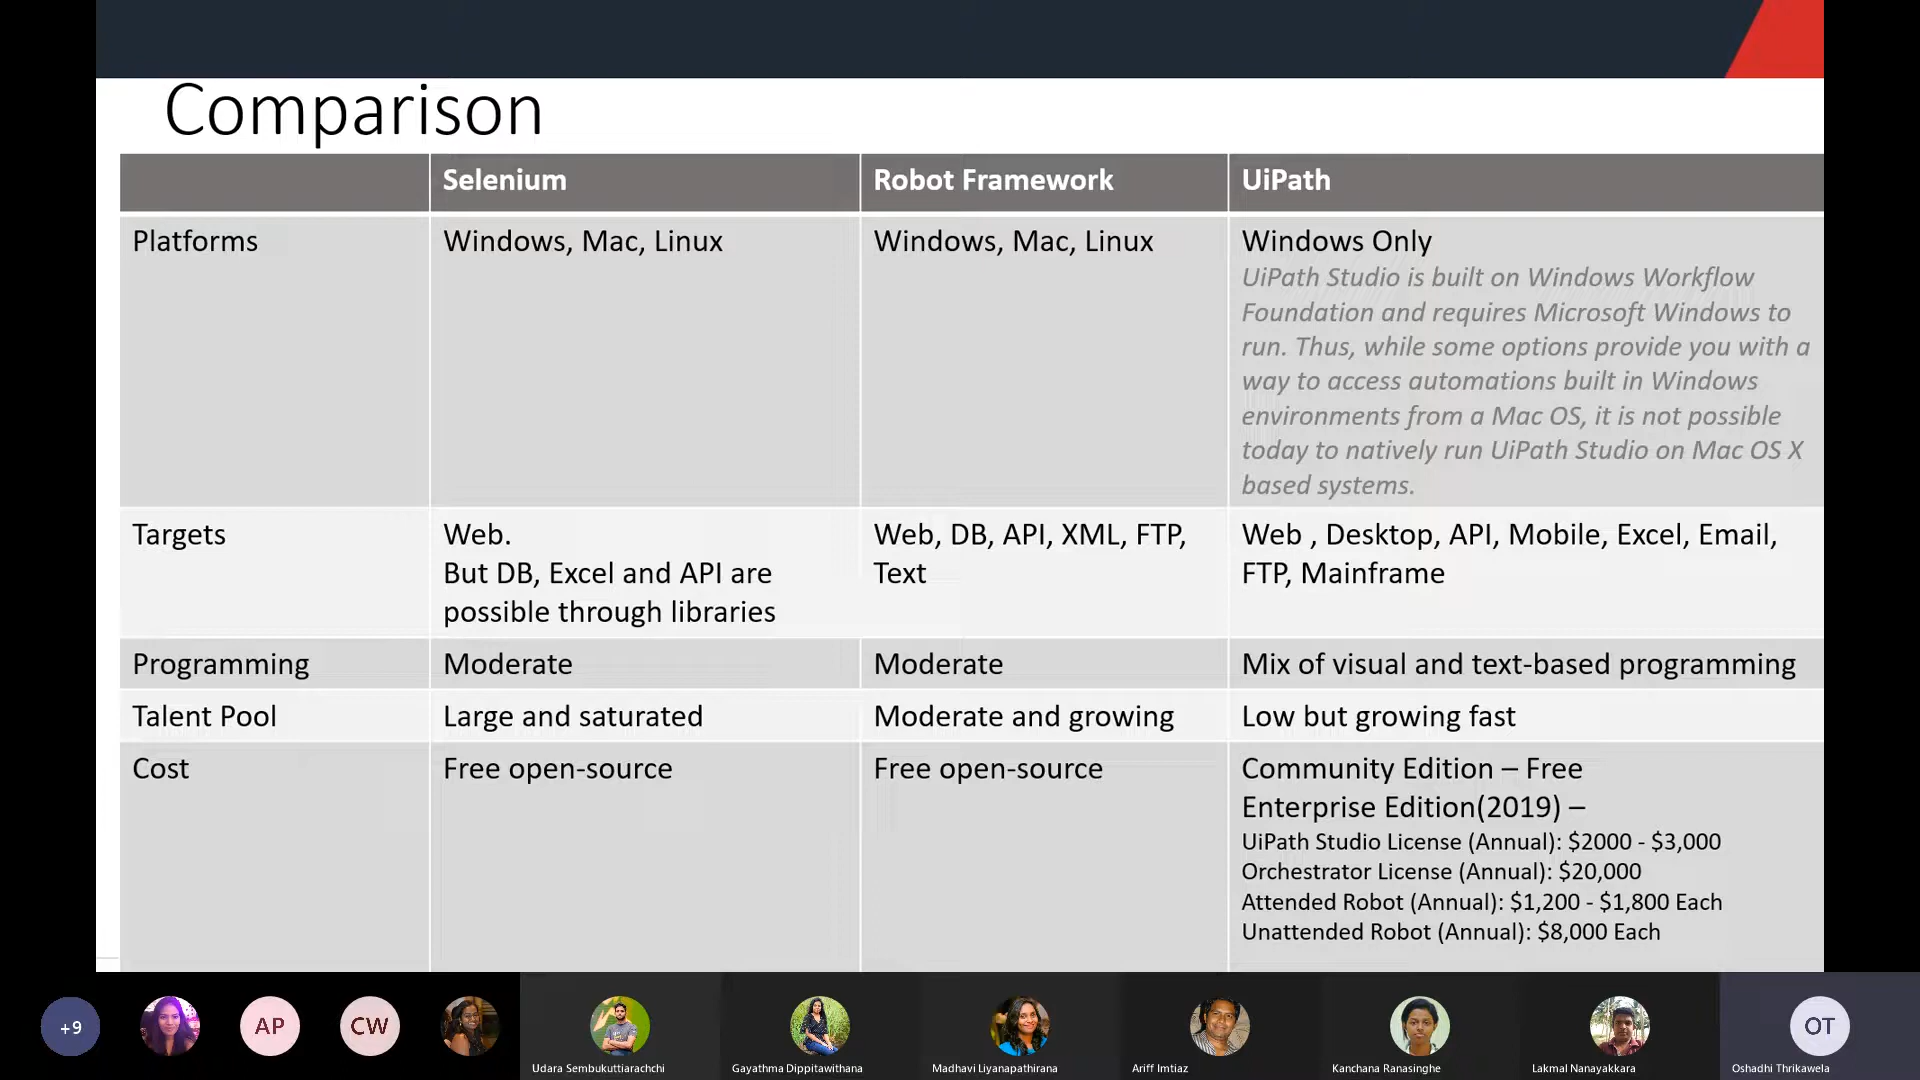 Comparison
Selenium
Robot Framework
UiPath
Platforms
Windows, Mac, Linux
Windows, Mac, Linux
Windows Only
UiPath Studio is built on Windows Workflow
Foundation and requires Microsoft Windows to
run. Thus, while some options provide you with a
way to access automations built in Windows
environments from a Mac OS, it is not possible
today to natively run UiPath Studio on Mac OS X
based systems.
Targets
Web.
But DB, Excel and API are
possible through libraries
Web, DB, API, XML, FTP,
Text
Web , Desktop, API, Mobile, Excel, Email,
FTP, Mainframe
Programming
Moderate
Moderate
Mix of visual and text-based programming
Talent Pool
Large and saturated
Moderate and growing
Low but growing fast
Cost
Free open-source
Free open-source
Community Edition – Free
Enterprise Edition(2019) –
UiPath Studio License (Annual): $2000 - $3,000
Orchestrator License (Annual): $20,000
Attended Robot (Annual): $1,200 - $1,800 Each
Unattended Robot (Annual): $8,000 Each
+9
AP
CW
OT
Udara Sembukuttiarachchi
Gayathma Dippitawithana
Madhavi Liyanapathirana
Ariff Imtiaz
Kanchana Ranasinghe
Lakmal Nanayakkara
Oshadhi Thrikawela